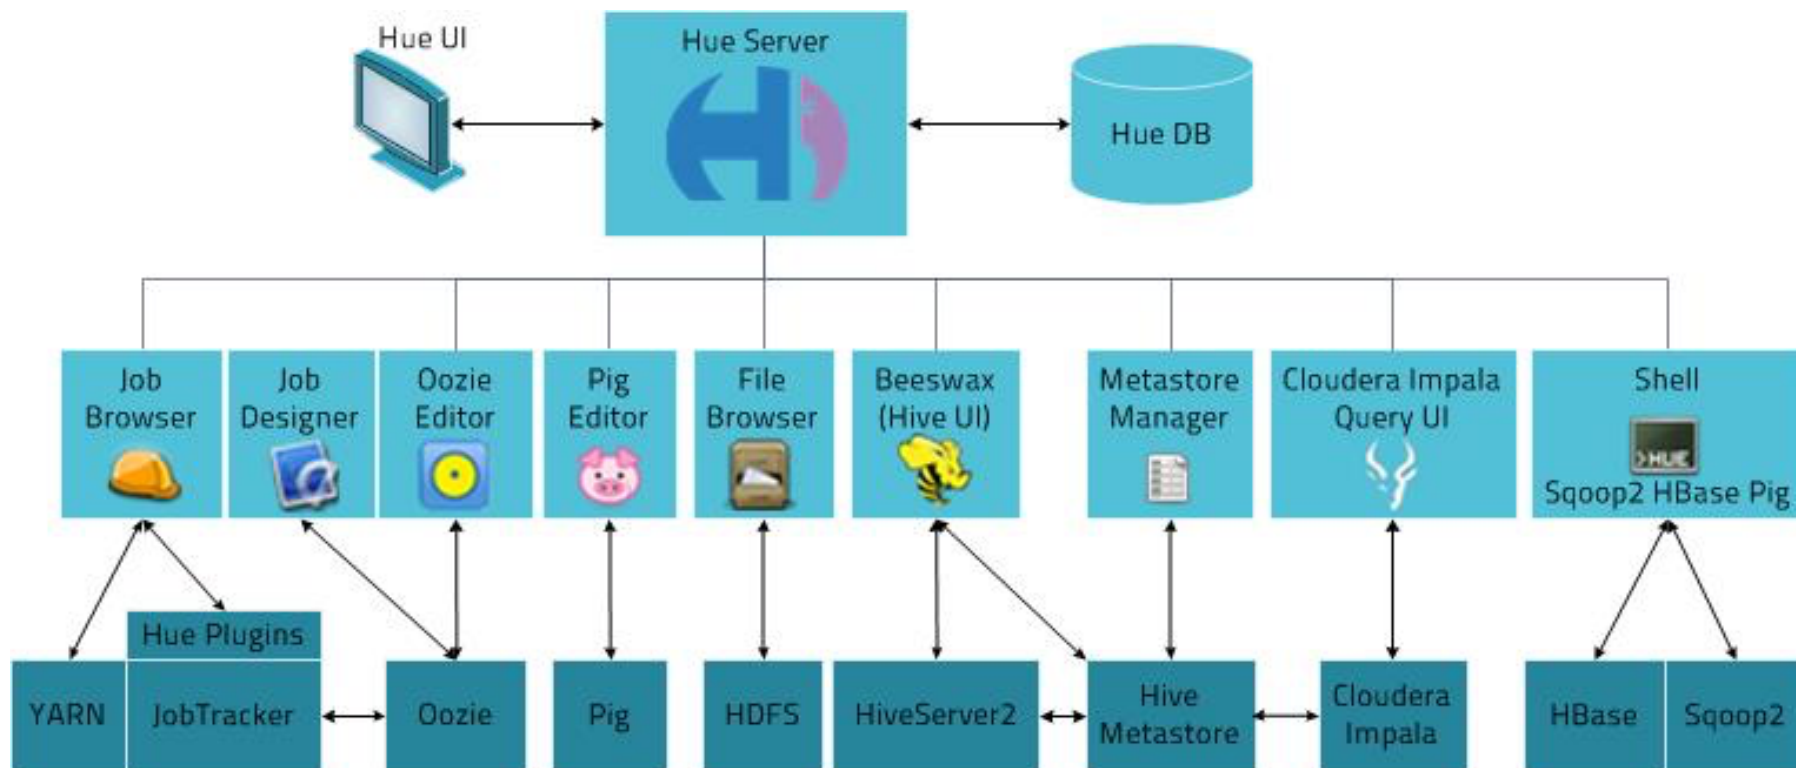 Hue UI
Hue Server
Hue DB
Job
Browser
Job
Designer
Oozie
Editor
Pig
Editor
File
Browser
Beeswax
(Hive UI)
Metastore
Manager
Cloudera Impala
Query UI
Shell
>HUE
Sqoop2 HBase Pig
Hue Plugins
YARN
JobTracker
Oozie
Pig
HDFS
HiveServer2
Hive
Metastore
Cloudera
Impala
HBase
Sqoop2